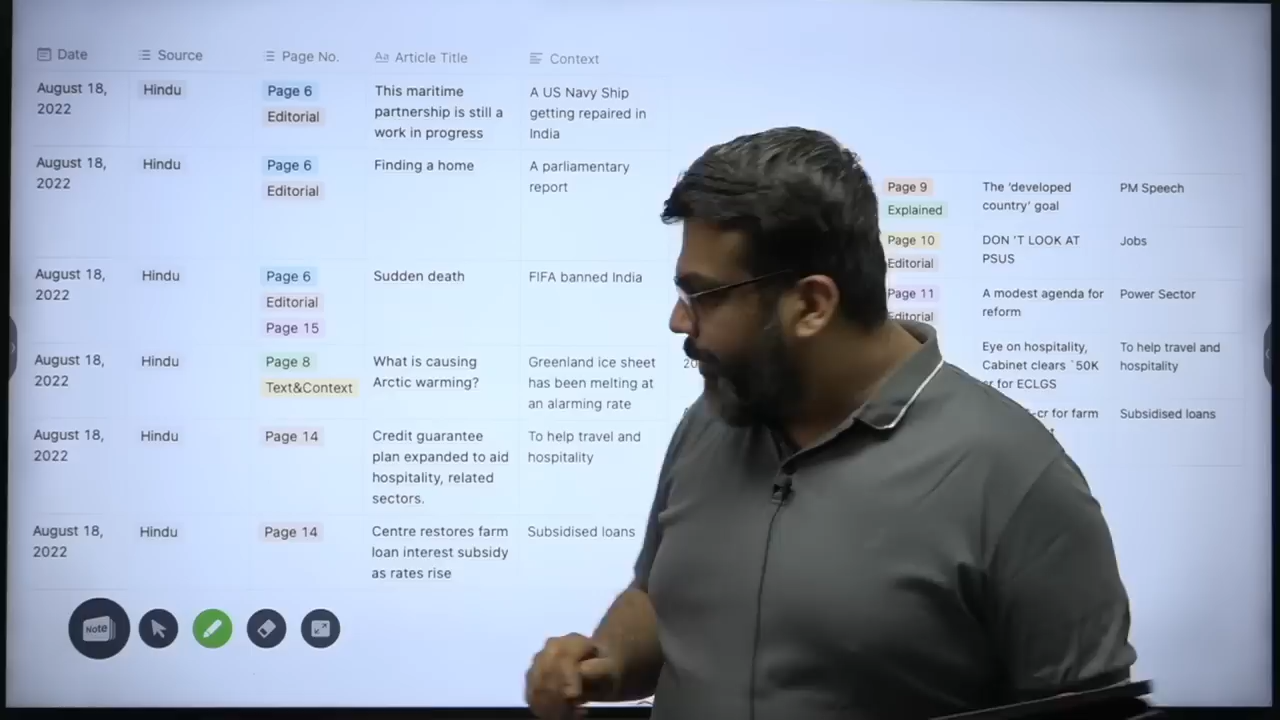 Date
Source
Page No.
Aa Article Title
Context
August 18,
2022
Hindu
Page 6
Editorial
This maritime
partnership is still a
work in progress
A US Navy Ship
getting repaired in
India
August 18,
2022
Hindu
Page 6
Editorial
Finding a home
A parliamentary
report
August 18,
2022
Hindu
Page 6
Editorial
Page 15
Sudden death
FIFA banned India
August 18,
2022
Hindu
Page 8
Text&Context
What is causing
Arctic warming?
Greenland ice sheet
has been melting at
an alarming rate
August 18,
2022
Hindu
Page 14
Credit guarantee
plan expanded to aid
hospitality, related
sectors.
To help travel and
hospitality
August 18,
2022
Hindu
Page 14
Centre restores farm
loan interest subsidy
as rates rise
Subsidised loans
Page 9
Explained
The ‘developed
country’ goal
PM Speech
Page 10
Editorial
DON 'T LOOK AT
PSUS
Jobs
Page 11
Editorial
A modest agenda for
reform
Power Sector
20
Eye on hospitality,
Cabinet clears `50K
cr for ECLGS
To help travel and
hospitality
-cr for farm
Subsidised loans
Note